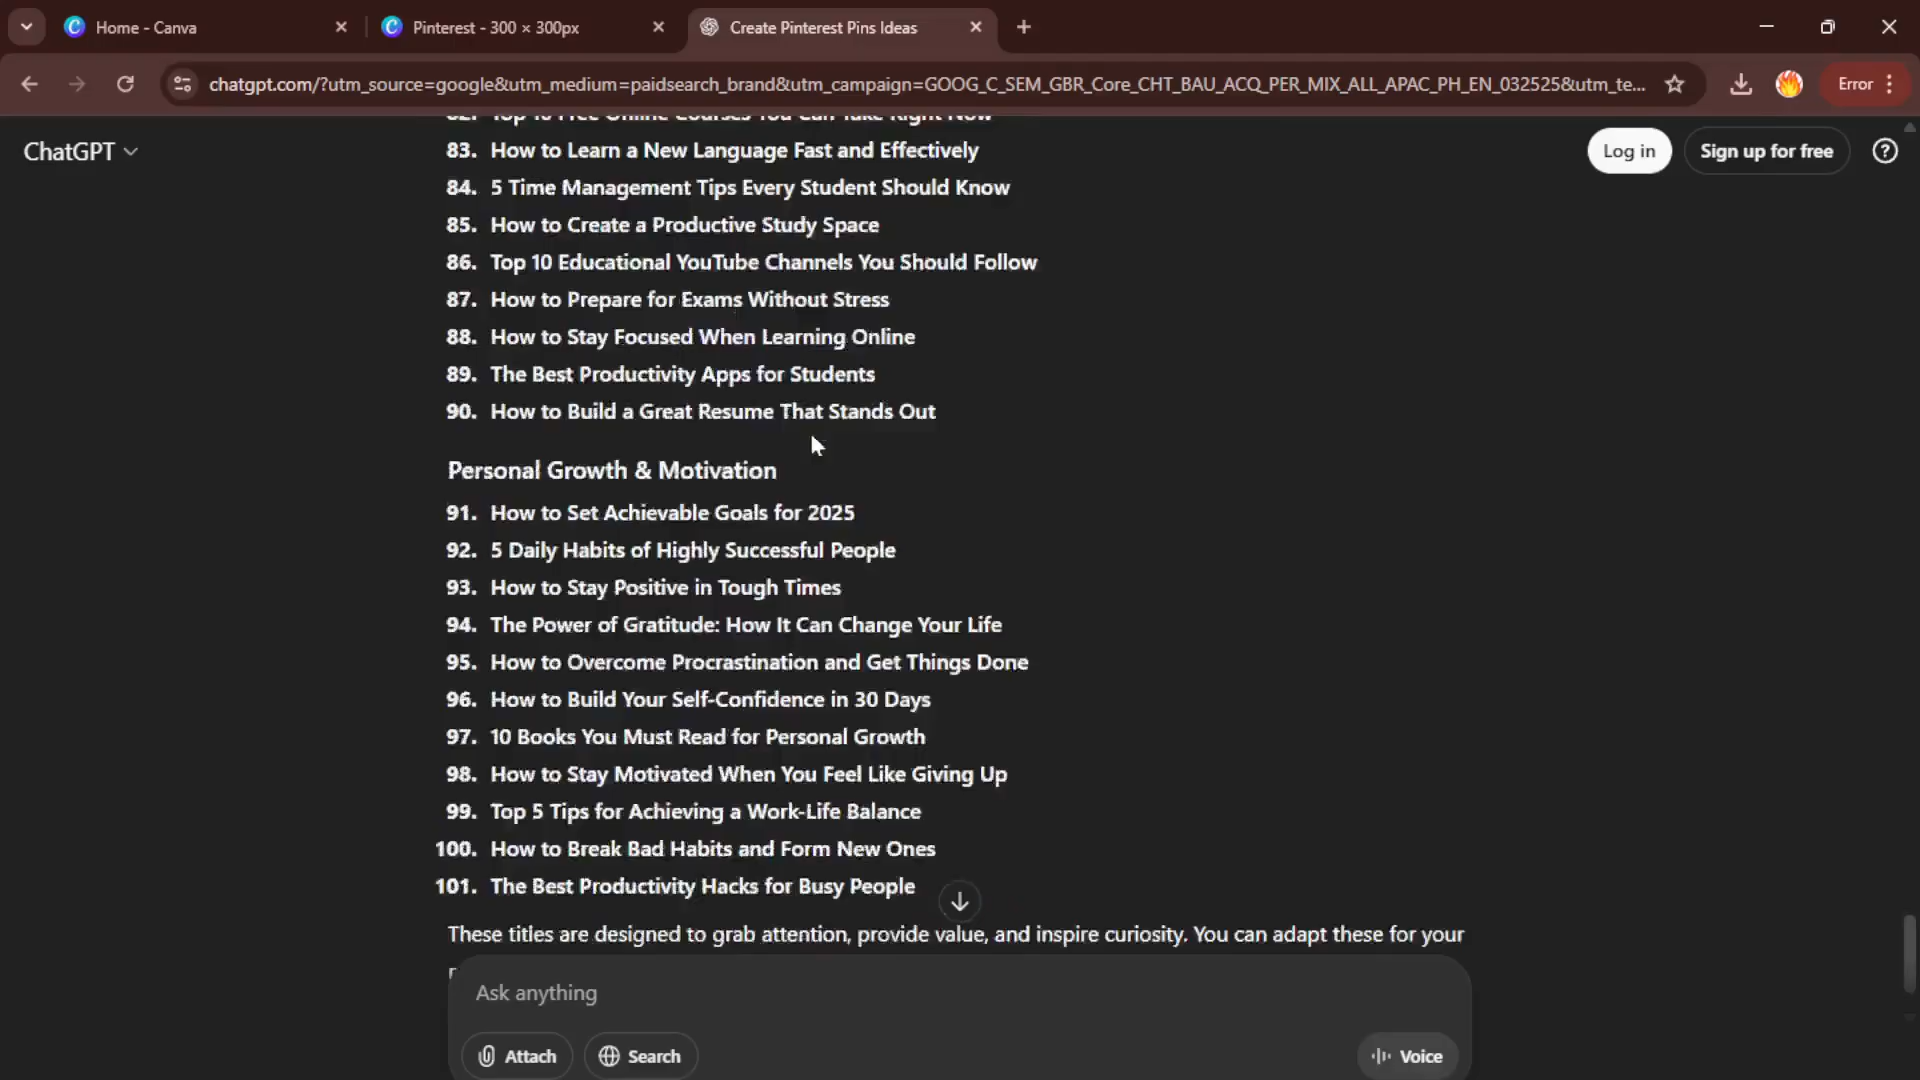 Home - Canva
Pinterest - 300 × 300px
Create Pinterest Pins Ideas
chatgpt.com/?utm_source=google&utm_medium=paidsearch_brand&utm_campaign=GOOG_C_SEM_GBR_Core_CHT_BAU_ACQ_PER_MIX_ALL_APAC_PH_EN_032525&utm_te...
Error
ChatGPT
Log in
Sign up for free
82. Top 10 Free Online Courses You Can Take Right Now
83. How to Learn a New Language Fast and Effectively
84. 5 Time Management Tips Every Student Should Know
85. How to Create a Productive Study Space
86. Top 10 Educational YouTube Channels You Should Follow
87. How to Prepare for Exams Without Stress
88. How to Stay Focused When Learning Online
89. The Best Productivity Apps for Students
90. How to Build a Great Resume That Stands Out
Personal Growth & Motivation
91. How to Set Achievable Goals for 2025
92. 5 Daily Habits of Highly Successful People
93. How to Stay Positive in Tough Times
94. The Power of Gratitude: How It Can Change Your Life
95. How to Overcome Procrastination and Get Things Done
96. How to Build Your Self-Confidence in 30 Days
97. 10 Books You Must Read for Personal Growth
98. How to Stay Motivated When You Feel Like Giving Up
99. Top 5 Tips for Achieving a Work-Life Balance
100. How to Break Bad Habits and Form New Ones
101. The Best Productivity Hacks for Busy People
These titles are designed to grab attention, provide value, and inspire curiosity. You can adapt these for your
Ask anything
Attach
Search
Voice